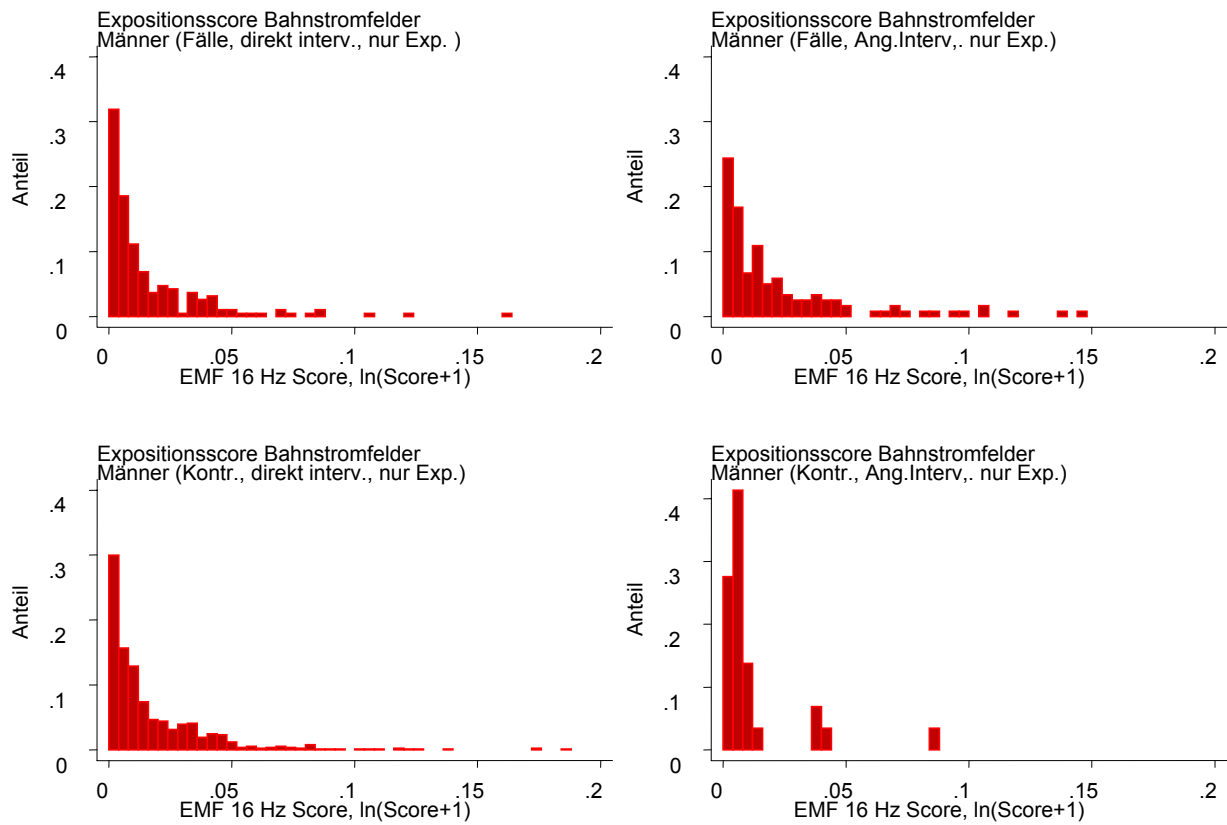 Expositionsscore Bahnstromfelder
Männer (Fälle, direkt interv., nur Exp. )
Anteil
.4
.3
.2
.1
0
0 .05 .1 .15 .2
EMF 16 Hz Score, ln(Score+1)
Expositionsscore Bahnstromfelder
Männer (Fälle, Ang.Interv,. nur Exp.)
Anteil
.4
.3
.2
.1
0
0 .05 .1 .15 .2
EMF 16 Hz Score, ln(Score+1)
Expositionsscore Bahnstromfelder
Männer (Kontr., direkt interv., nur Exp.)
Anteil
.4
.3
.2
.1
0
0 .05 .1 .15 .2
EMF 16 Hz Score, ln(Score+1)
Expositionsscore Bahnstromfelder
Männer (Kontr., Ang.Interv,. nur Exp.)
Anteil
.4
.3
.2
.1
0
0 .05 .1 .15 .2
EMF 16 Hz Score, ln(Score+1)